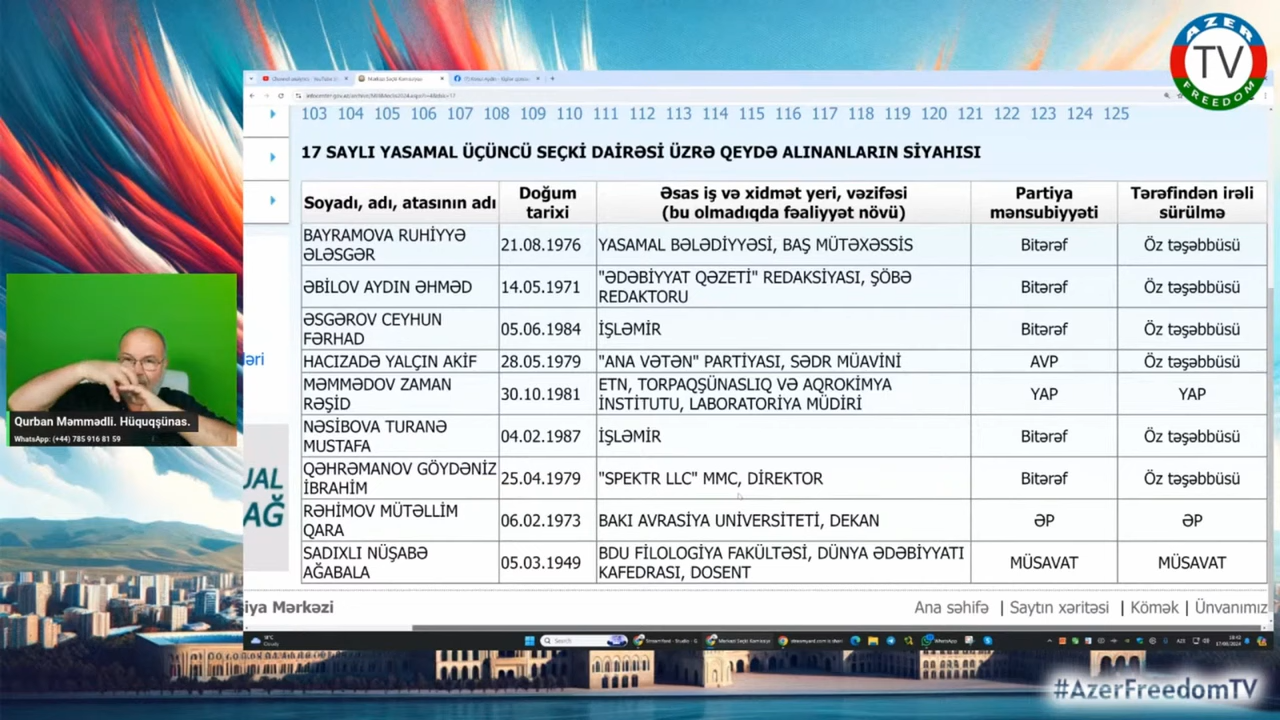 AZER
TV
FREEDOM
Markazi Seçki Komissiyası
103 104 105 106 107 108 109 110 111 112 113 114 115 116 117 118 119 120 121 122 123 124 125
17 SAYLI YASAMAL ÜÇÜNCÜ SEÇKİ DAİRƏSİ ÜZRƏ QEYDƏ ALINANLARIN SİYAHISI
Soyadı, adı, atasının adı Doğum tarixi Əsas iş və xidmət yeri, vəzifəsi (bu olmadıqda fəaliyyət növü) Partiya mənsubiyyəti Tərəfindən irəli sürülmə
BAYRAMOVA RUHİYYƏ ƏLƏSGƏR 21.08.1976 YASAMAL BƏLƏDİYYƏSİ, BAŞ MÜTƏXƏSSİS Bitərəf Öz təşəbbüsü
ƏBİLOV AYDIN ƏHMƏD 14.05.1971 "ƏDƏBİYYAT QƏZETİ" REDAKSİYASI, ŞÖBƏ REDAKTORU Bitərəf Öz təşəbbüsü
ƏSGƏROV CEYHUN FƏRHAD 05.06.1984 İŞLƏMİR Bitərəf Öz təşəbbüsü
HACIZADƏ YALÇIN AKİF 28.05.1979 "ANA VƏTƏN" PARTİYASI, SƏDR MÜAVİNİ AVP Öz təşəbbüsü
MƏMMƏDOV ZAMAN RƏŞİD 30.10.1981 ETN, TORPAQŞÜNASLIQ VƏ AQROKİMYA İNSTİTUTU, LABORATORİYA MÜDİRİ YAP YAP
NƏSİBOVA TURANƏ MUSTAFA 04.02.1987 İŞLƏMİR Bitərəf Öz təşəbbüsü
QƏHRƏMANOV GÖYDƏNİZ İBRAHİM 25.04.1979 "SPEKTR LLC" MMC, DİREKTOR Bitərəf Öz təşəbbüsü
RƏHİMOV MÜTƏLLİM QARA 06.02.1973 BAKI AVRASİYA UNİVERSİTETİ, DEKAN ƏP ƏP
SADIXLI NÜŞABƏ AĞABALA 05.03.1949 BDU FİLOLOGİYA FAKÜLTƏSİ, DÜNYA ƏDƏBİYYATI KAFEDRASI, DOSENT MÜSAVAT MÜSAVAT
əri
UAL
AĞ
siya Mərkəzi
Ana səhifə | Saytın xəritəsi | Kömək | Ünvanımız
Qurban Məmmədli. Hüquqşünas.
WhatsApp: (+44) 785 916 81 59
Search
#AzerFreedomTV